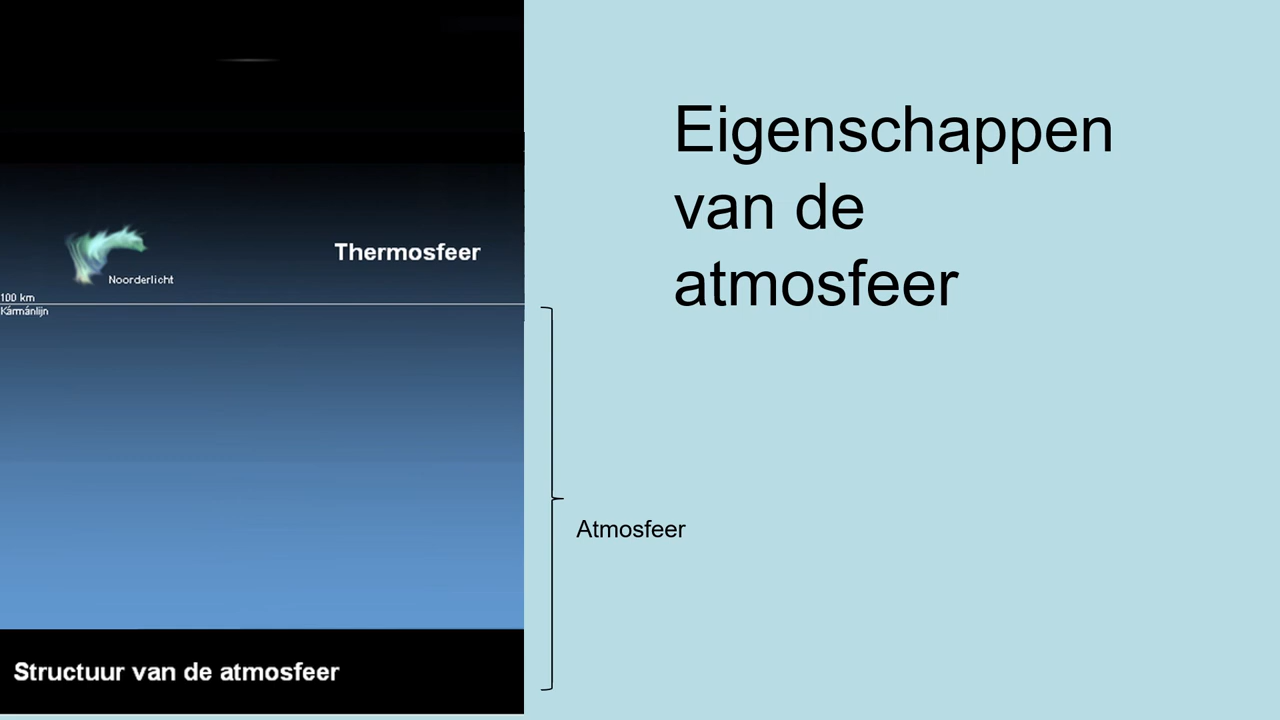 Eigenschappen
van de
atmosfeer
Thermosfeer
Noorderlicht
100 km
Kármánlijn
Atmosfeer
Structuur van de atmosfeer